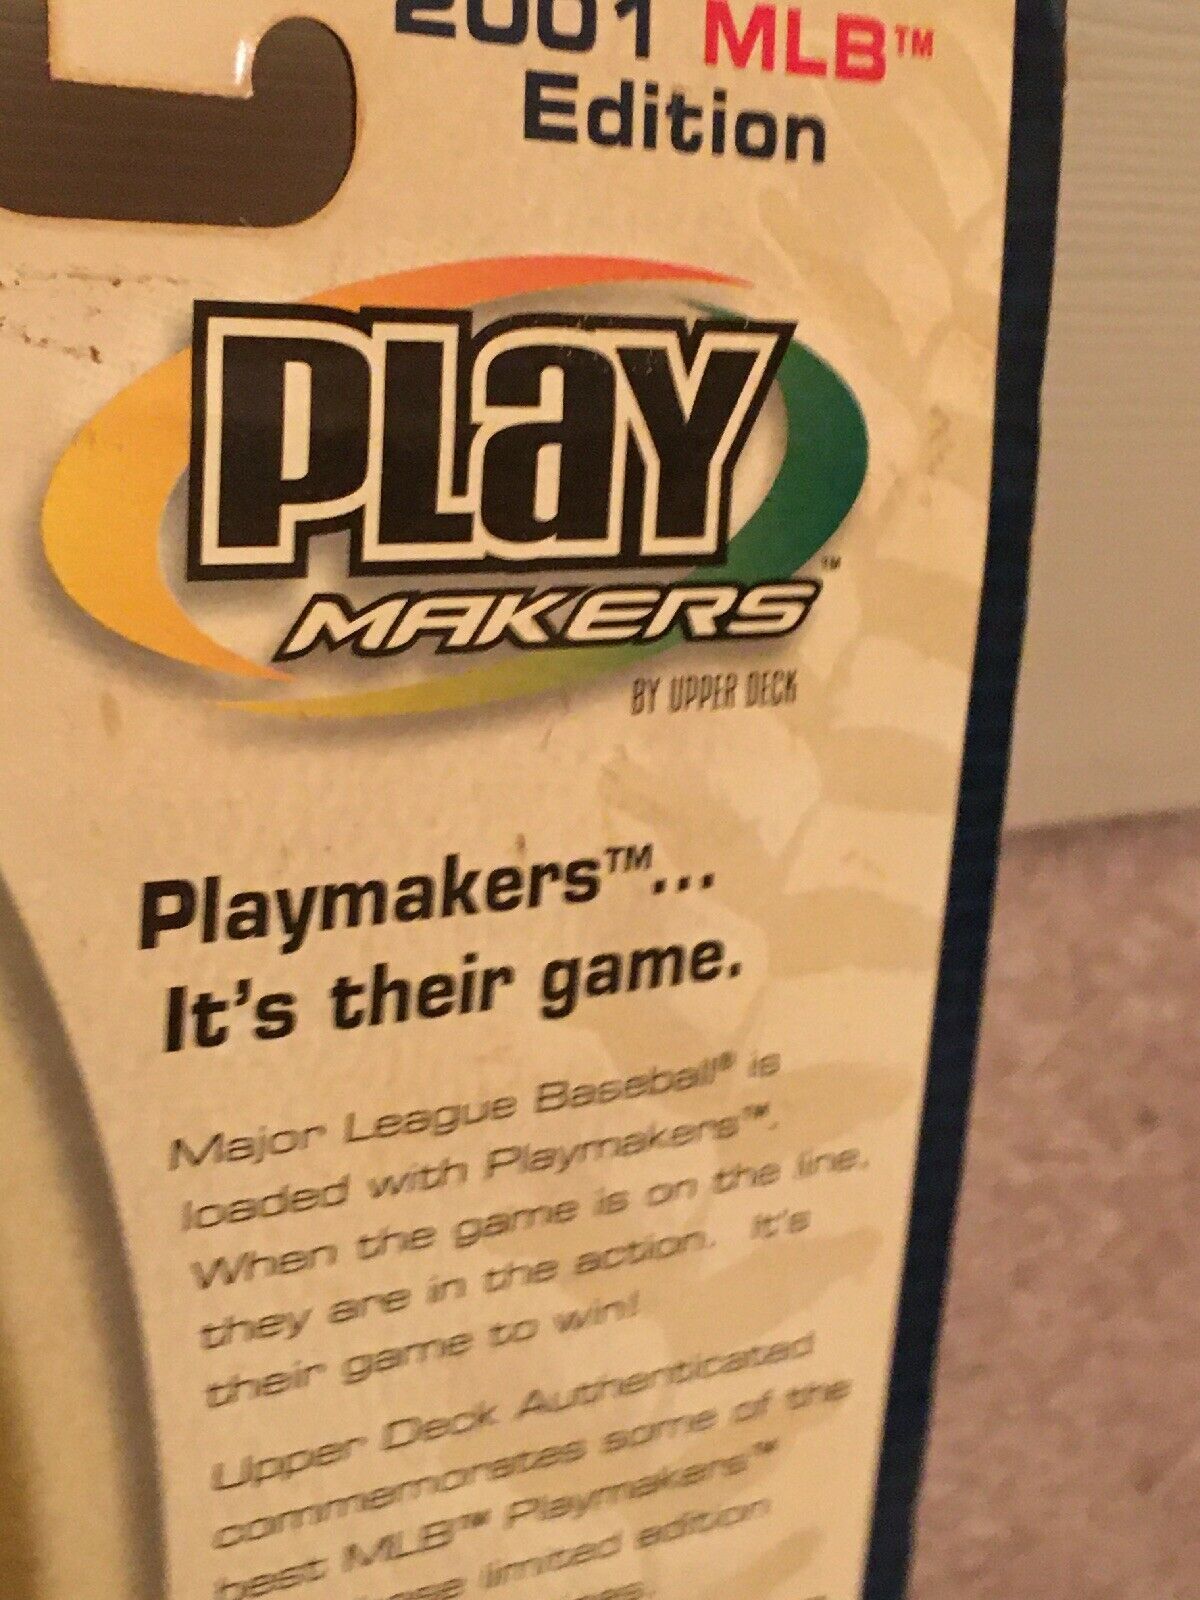 2001 MLB™
Edition
PLaY
MAKERS™
BY UPPER DECK
Playmakers™...
It's their game.
Major League Baseball® is
loaded with Playmakers™.
When the game is on the line,
they are in the action. It's
their game to win!
Upper Deck Authenticated
commemorates some of the
best MLB™ Playmakers™
limited edition